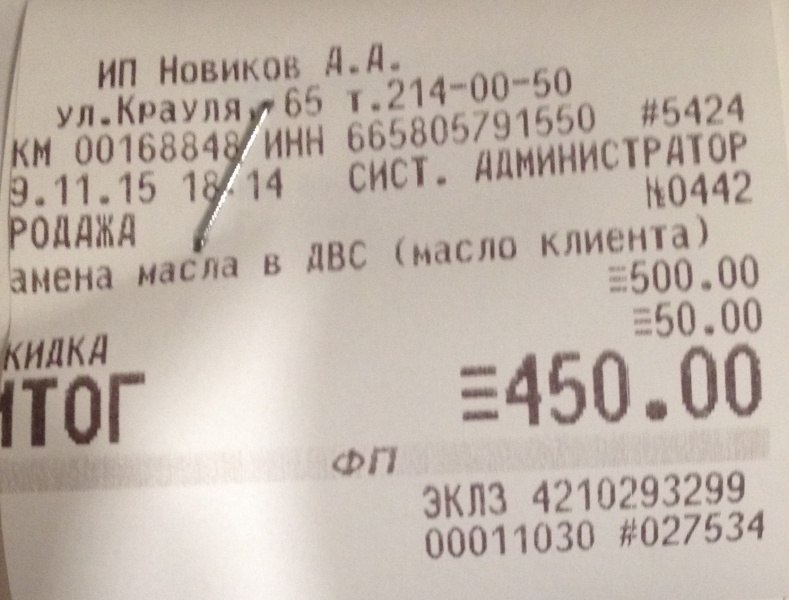 ИП Новиков А.А.
ул.Крауля, 65 т.214-00-50
КМ 00168848 ИНН 665805791550 #5424
9.11.15 18:14 СИСТ. АДМИНИСТРАТОР
РОДАЖА №0442
амена масла в ДВС (масло клиента)
≡500.00
КИДКА ≡50.00
ИТОГ ≡450.00
ФП
ЭКЛЗ 4210293299
00011030 #027534